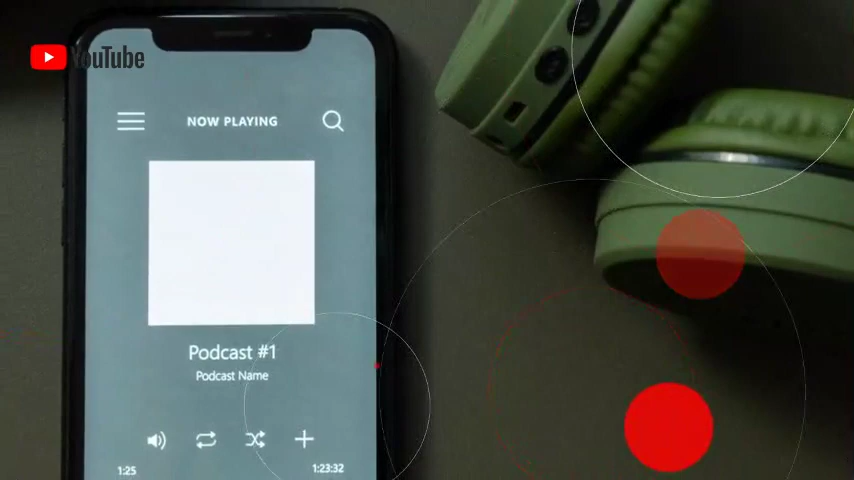 YouTube
NOW PLAYING
Podcast #1
Podcast Name
1:25
1:23:32